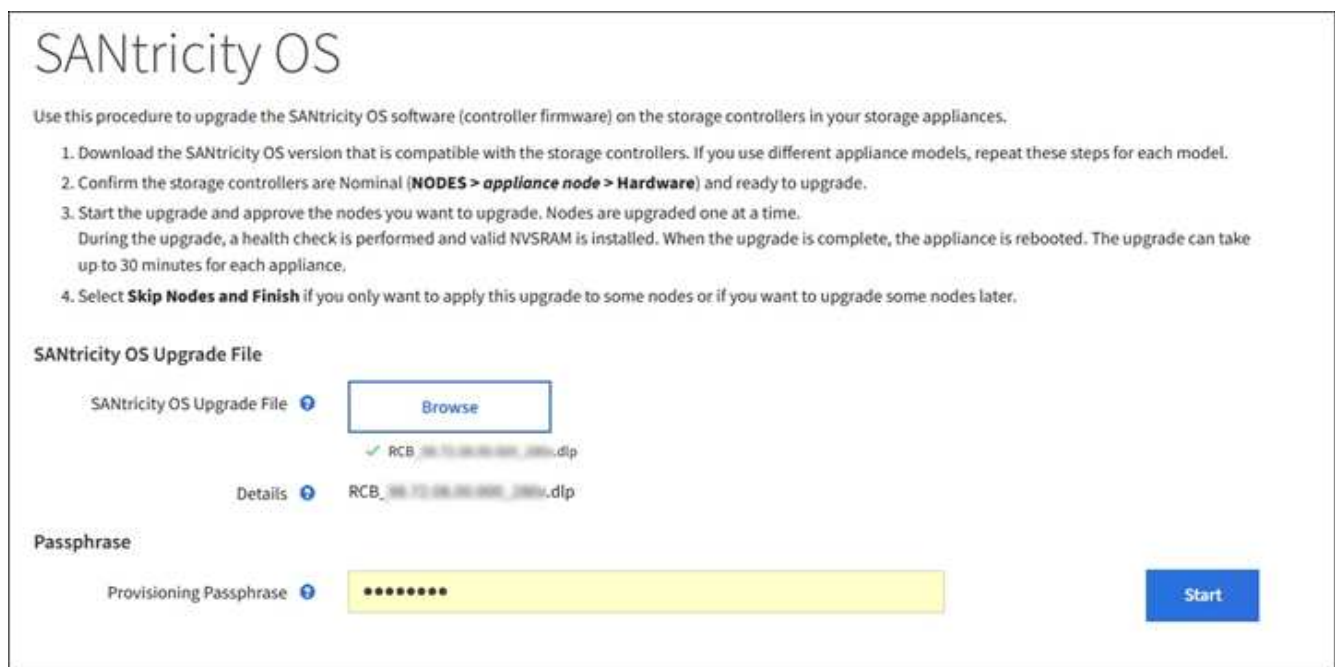 SANtricity OS
Use this procedure to upgrade the SANtricity OS software (controller firmware) on the storage controllers in your storage appliances.
1. Download the SANtricity OS version that is compatible with the storage controllers. If you use different appliance models, repeat these steps for each model.
2. Confirm the storage controllers are Nominal (NODES > appliance node > Hardware) and ready to upgrade.
3. Start the upgrade and approve the nodes you want to upgrade. Nodes are upgraded one at a time.
During the upgrade, a health check is performed and valid NVSRAM is installed. When the upgrade is complete, the appliance is rebooted. The upgrade can take
up to 30 minutes for each appliance.
4. Select Skip Nodes and Finish if you only want to apply this upgrade to some nodes or if you want to upgrade some nodes later.
SANtricity OS Upgrade File
SANtricity OS Upgrade File Browse
RCB_ .dlp
Details RCB_ .dlp
Passphrase
Provisioning Passphrase •••••••• Start